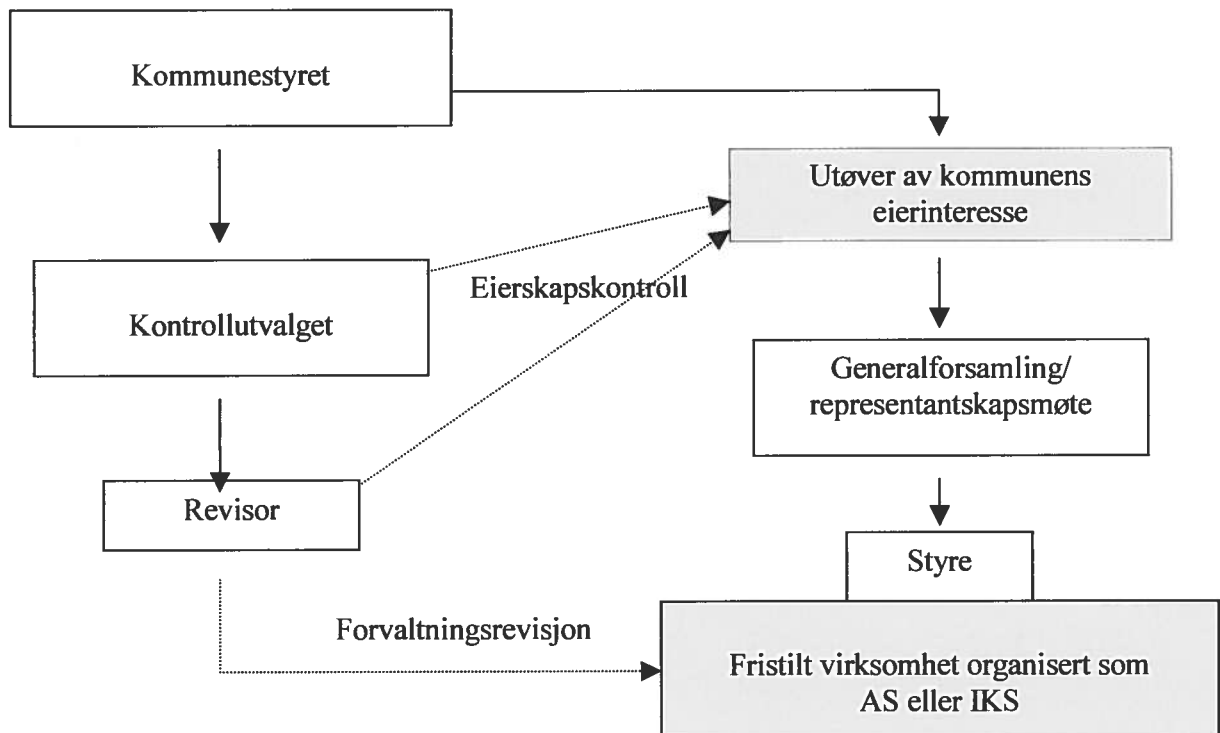 Kommunestyret
Utøver av kommunens
eierinteresse
Eierskapskontroll
Kontrollutvalget
Generalforsamling/
representantskapsmøte
Revisor
Styre
Forvaltningsrevisjon
Fristilt virksomhet organisert som
AS eller IKS